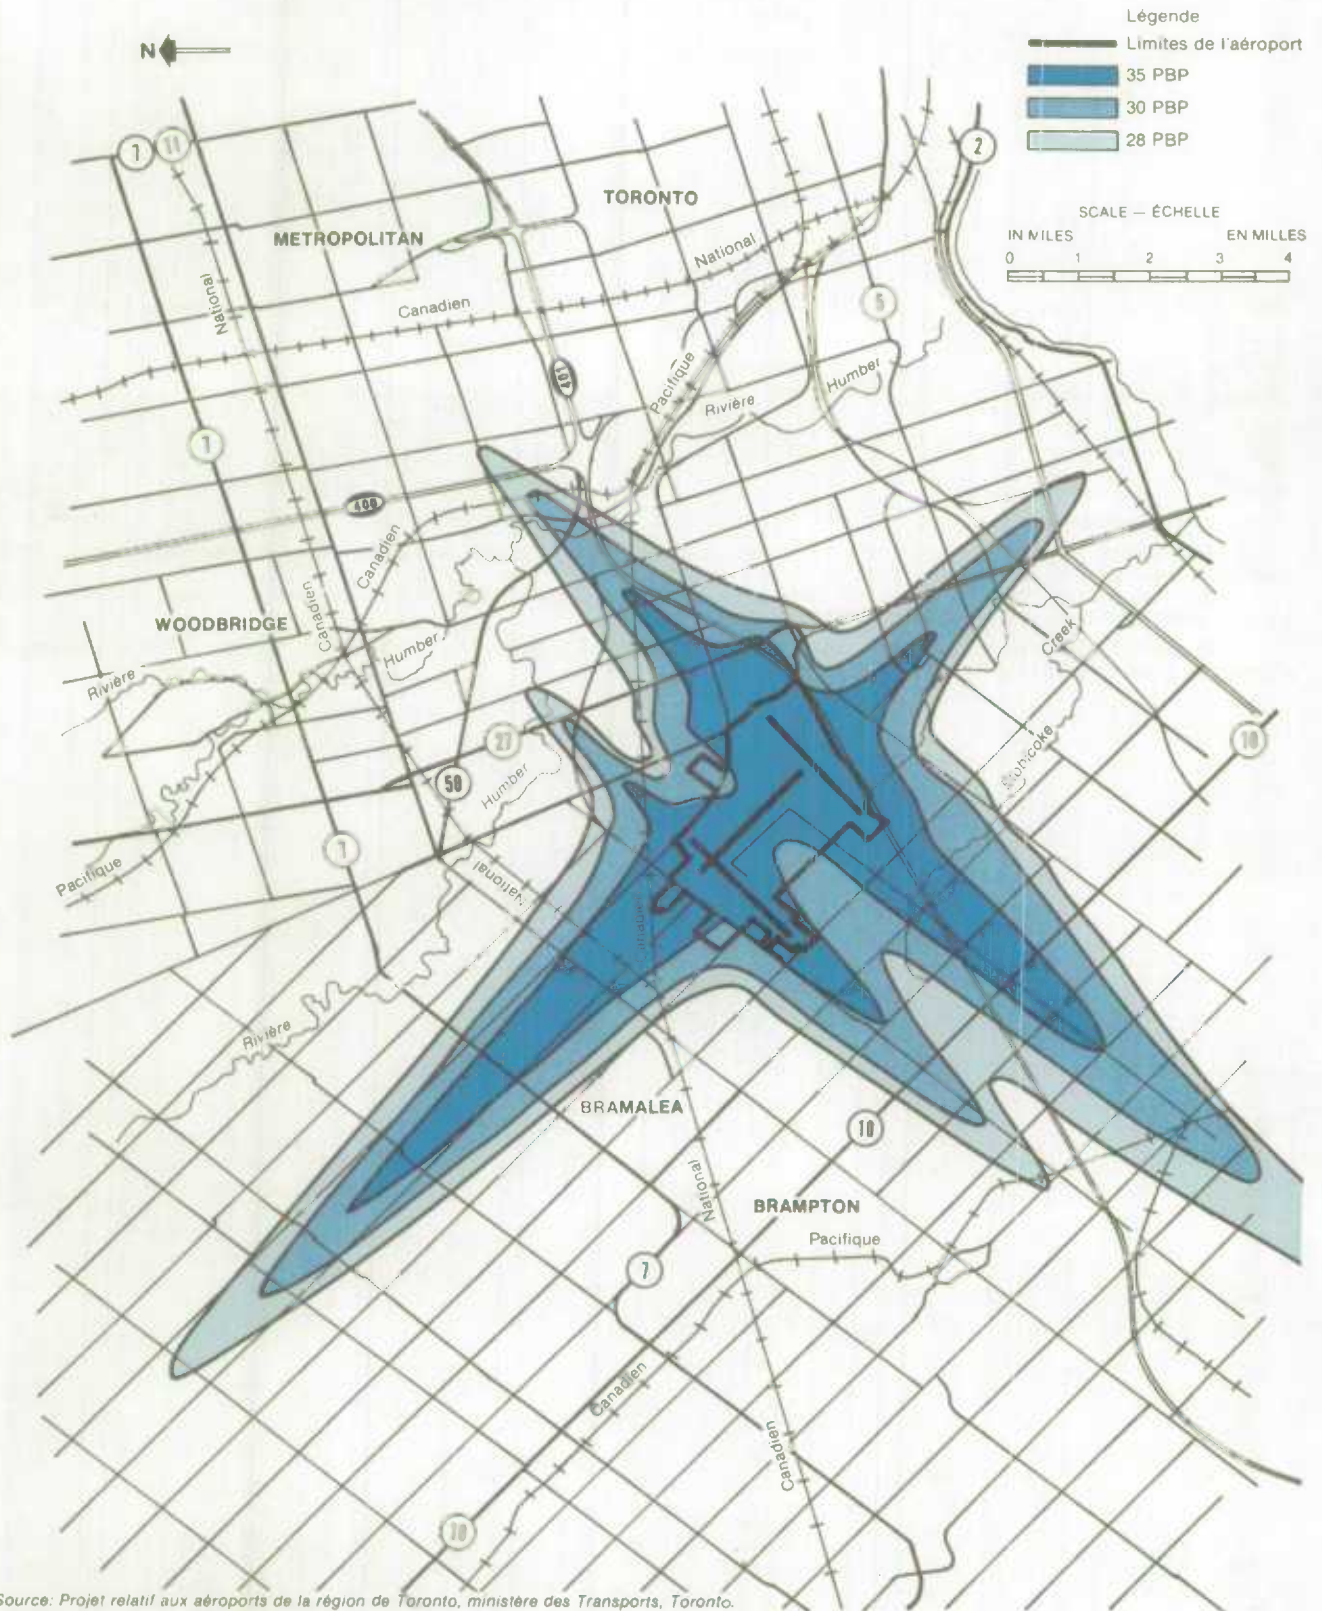 Légende
Limites de l'aéroport
35 PBP
30 PBP
28 PBP
SCALE — ÉCHELLE
IN MILES EN MILLES
0 1 2 3 4
N
7 11
2
TORONTO
METROPOLITAN
National
National
Canadien
5
401
Pacifique
Humber
Rivière
7
400
Canadien
Canadien
WOODBRIDGE
Humber
Rivière
Creek
Etobicoke
10
27
50
Humber
7
Pacifique
National
Canadien
Rivière
BRAMALEA
10
National
BRAMPTON
Pacifique
7
Canadien
Canadien
10
Source: Projet relatif aux aéroports de la région de Toronto, ministère des Transports, Toronto.